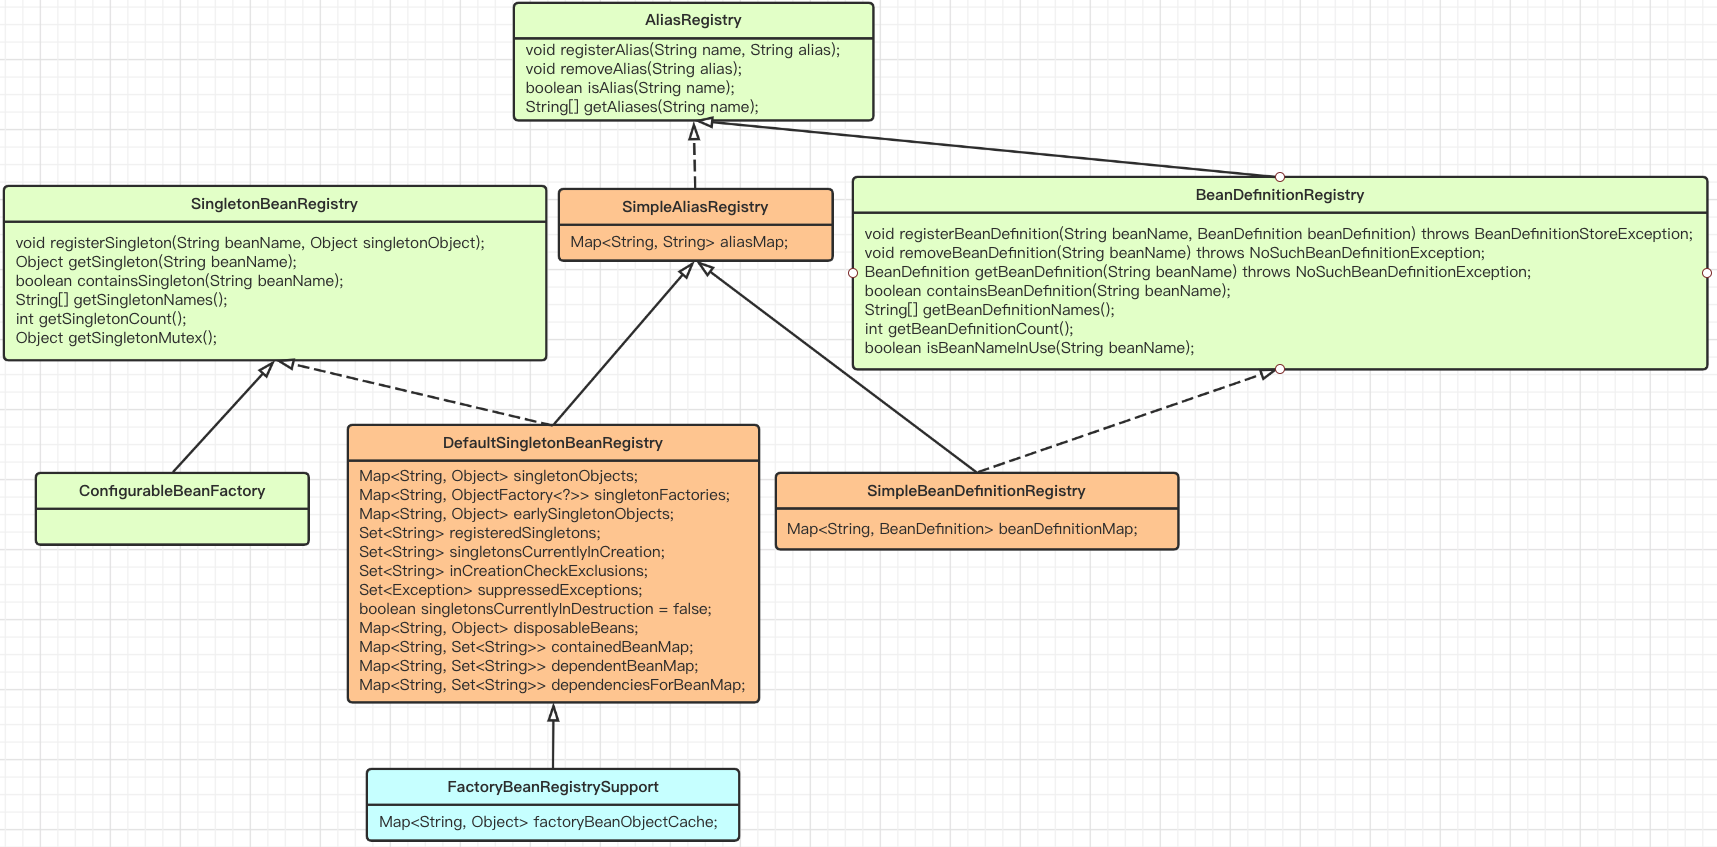 AliasRegistry
void registerAlias(String name, String alias);
void removeAlias(String alias);
boolean isAlias(String name);
String[] getAliases(String name);
SingletonBeanRegistry
void registerSingleton(String beanName, Object singletonObject);
Object getSingleton(String beanName);
boolean containsSingleton(String beanName);
String[] getSingletonNames();
int getSingletonCount();
Object getSingletonMutex();
SimpleAliasRegistry
Map<String, String> aliasMap;
BeanDefinitionRegistry
void registerBeanDefinition(String beanName, BeanDefinition beanDefinition) throws BeanDefinitionStoreException;
void removeBeanDefinition(String beanName) throws NoSuchBeanDefinitionException;
BeanDefinition getBeanDefinition(String beanName) throws NoSuchBeanDefinitionException;
boolean containsBeanDefinition(String beanName);
String[] getBeanDefinitionNames();
int getBeanDefinitionCount();
boolean isBeanNameInUse(String beanName);
ConfigurableBeanFactory
DefaultSingletonBeanRegistry
Map<String, Object> singletonObjects;
Map<String, ObjectFactory<?>> singletonFactories;
Map<String, Object> earlySingletonObjects;
Set<String> registeredSingletons;
Set<String> singletonsCurrentlyInCreation;
Set<String> inCreationCheckExclusions;
Set<Exception> suppressedExceptions;
boolean singletonsCurrentlyInDestruction = false;
Map<String, Object> disposableBeans;
Map<String, Set<String>> containedBeanMap;
Map<String, Set<String>> dependentBeanMap;
Map<String, Set<String>> dependenciesForBeanMap;
SimpleBeanDefinitionRegistry
Map<String, BeanDefinition> beanDefinitionMap;
FactoryBeanRegistrySupport
Map<String, Object> factoryBeanObjectCache;